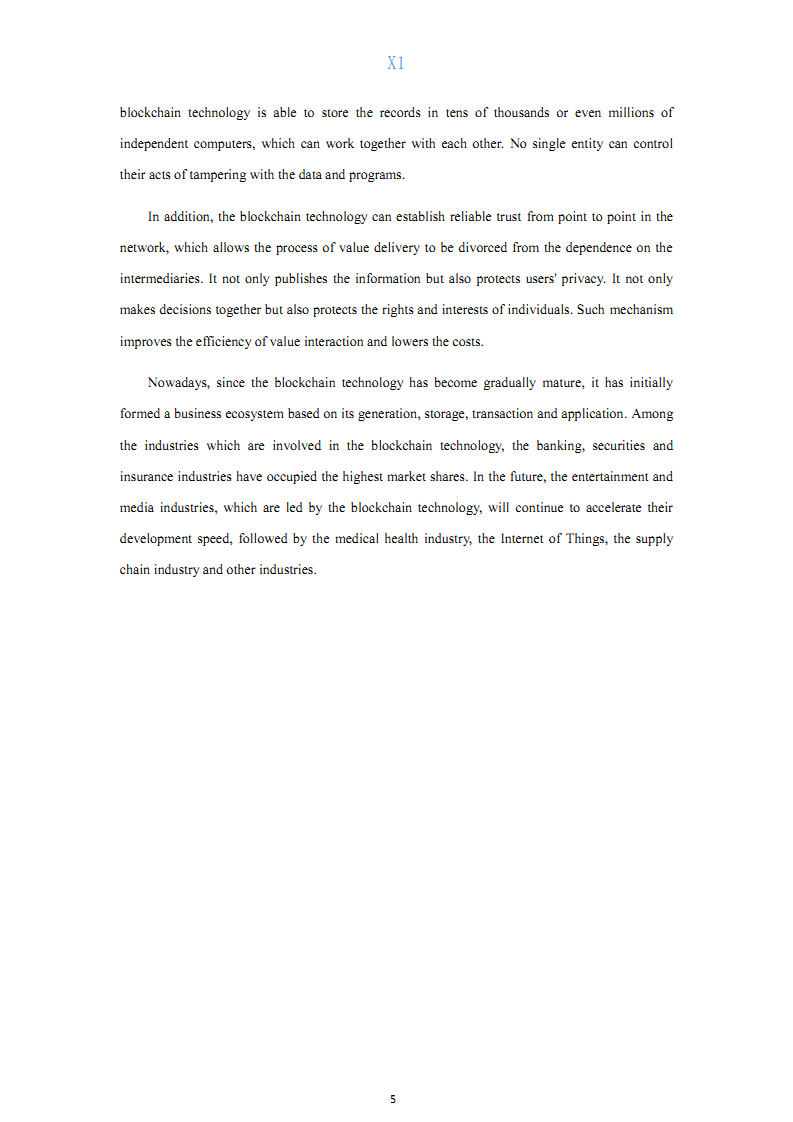 X1
blockchain technology is able to store the records in tens of thousands or even millions of
independent computers, which can work together with each other. No single entity can control
their acts of tampering with the data and programs.
In addition, the blockchain technology can establish reliable trust from point to point in the
network, which allows the process of value delivery to be divorced from the dependence on the
intermediaries. It not only publishes the information but also protects users' privacy. It not only
makes decisions together but also protects the rights and interests of individuals. Such mechanism
improves the efficiency of value interaction and lowers the costs.
Nowadays, since the blockchain technology has become gradually mature, it has initially
formed a business ecosystem based on its generation, storage, transaction and application. Among
the industries which are involved in the blockchain technology, the banking, securities and
insurance industries have occupied the highest market shares. In the future, the entertainment and
media industries, which are led by the blockchain technology, will continue to accelerate their
development speed, followed by the medical health industry, the Internet of Things, the supply
chain industry and other industries.
5